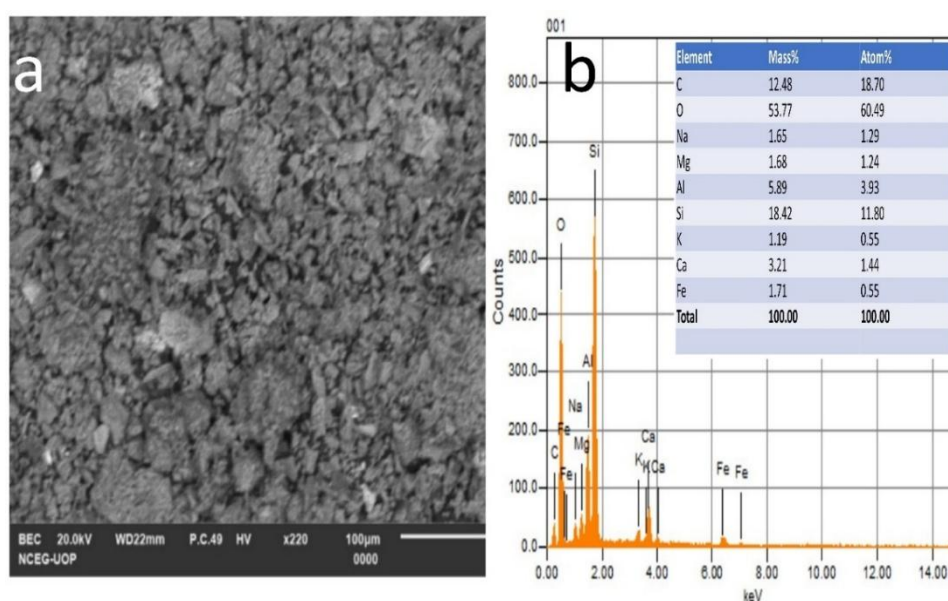 a
BEC 20.0kV WD22mm P.C.49 HV x220 100μm
NCEG-UOP 0000
001
b
Element Mass% Atom%
C 12.48 18.70
O 53.77 60.49
Na 1.65 1.29
Mg 1.68 1.24
Al 5.89 3.93
Si 18.42 11.80
K 1.19 0.55
Ca 3.21 1.44
Fe 1.71 0.55
Total 100.00 100.00
Counts
800.0
700.0
600.0
500.0
400.0
300.0
200.0
100.0
0.0
Si
O
Al
Na
Fe
Mg
C
Fe
Ca
K
K
Ca
Fe
Fe
0.00 2.00 4.00 6.00 8.00 10.00 12.00 14.00
keV